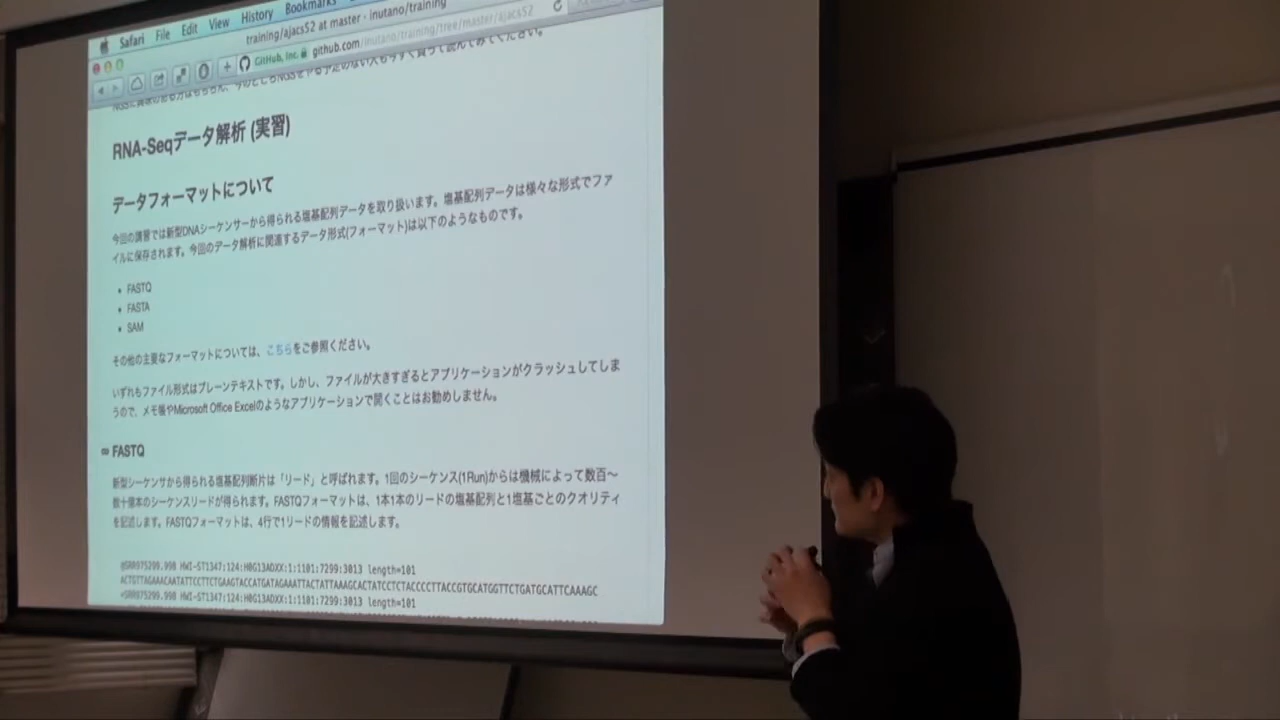 Safari File Edit View History Bookmarks
training/ajacs52 at master · inutano/training
GitHub, Inc. github.com/inutano/training/tree/master/ajacs52
RNA-Seqデータ解析 (実習)
データフォーマットについて
今回の講習では新型DNAシーケンサーから得られる塩基配列データを取り扱います。塩基配列データは様々な形式でファ
イルに保存されます。今回のデータ解析に関連するデータ形式(フォーマット)は以下のようなものです。
• FASTQ
• FASTA
• SAM
その他の主要なフォーマットについては、こちらをご参照ください。
いずれもファイル形式はプレーンテキストです。しかし、ファイルが大きすぎるとアプリケーションがクラッシュしてしま
うので、メモ帳やMicrosoft Office Excelのようなアプリケーションで開くことはお勧めしません。
FASTQ
新型シーケンサから得られる塩基配列断片は「リード」と呼ばれます。1回のシーケンス(1Run)からは機械によって数百〜
数十億本のシーケンスリードが得られます。FASTQフォーマットは、1本1本のリードの塩基配列と1塩基ごとのクオリティ
を記述します。FASTQフォーマットは、4行で1リードの情報を記述します。
@SRR975299.998 HWI-ST1347:124:H0G13ADXX:1:1101:7299:3013 length=101
ACTGTTAGAAACAATATTCCTTCTGAAGTACCATGATAGAAATTACTATTAAAGCACTATCCTCTACCCCTTACCGTGCATGGTTCTGATGCATTCAAAGC
+SRR975299.998 HWI-ST1347:124:H0G13ADXX:1:1101:7299:3013 length=101